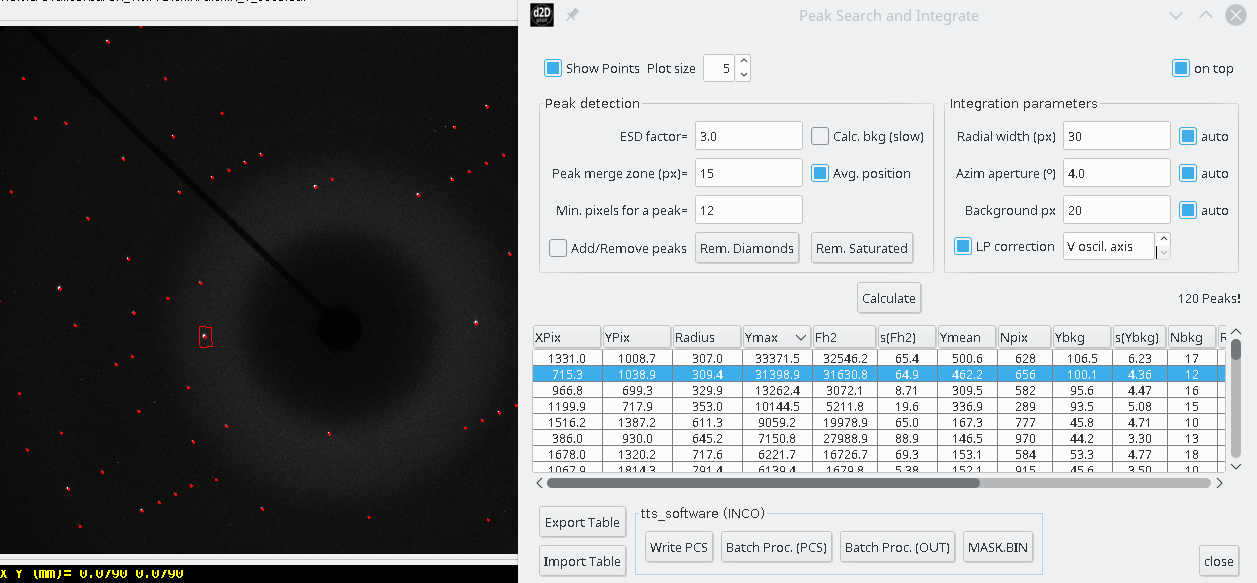 d2D
plot
Peak Search and Integrate
Show Points Plot size 5
on top
Peak detection
ESD factor= 3.0 Calc. bkg (slow)
Peak merge zone (px)= 15 Avg. position
Min. pixels for a peak= 12
Add/Remove peaks Rem. Diamonds Rem. Saturated
Integration parameters
Radial width (px) 30 auto
Azim aperture (º) 4.0 auto
Background px 20 auto
LP correction V oscil. axis
Calculate
120 Peaks!
XPix YPix Radius Ymax Fh2 s(Fh2) Ymean Npix Ybkg s(Ybkg) Nbkg R
1331.0 1008.7 307.0 33371.5 32546.2 65.4 500.6 628 106.5 6.23 17
715.3 1038.9 309.4 31398.9 31630.8 64.9 462.2 656 100.1 4.36 12
966.8 699.3 329.9 13262.4 3072.1 8.71 309.5 582 95.6 4.47 16
1199.9 717.9 353.0 10144.5 5211.8 19.6 336.9 289 93.5 5.08 15
1516.2 1387.2 611.3 9059.2 19978.9 65.0 167.3 777 45.8 4.71 10
386.0 930.0 645.2 7150.8 27988.9 88.9 146.5 970 44.2 3.30 13
1678.0 1320.2 717.6 6221.7 16726.7 69.3 153.1 584 53.3 4.77 18
1067.9 1814.3 791.4 6139.4 1679.8 5.38 152.1 915 45.6 3.50 10
Export Table
Import Table
tts_software (INCO)
Write PCS Batch Proc. (PCS) Batch Proc. (OUT) MASK.BIN
close
X Y (mm)= 0.0790 0.0790